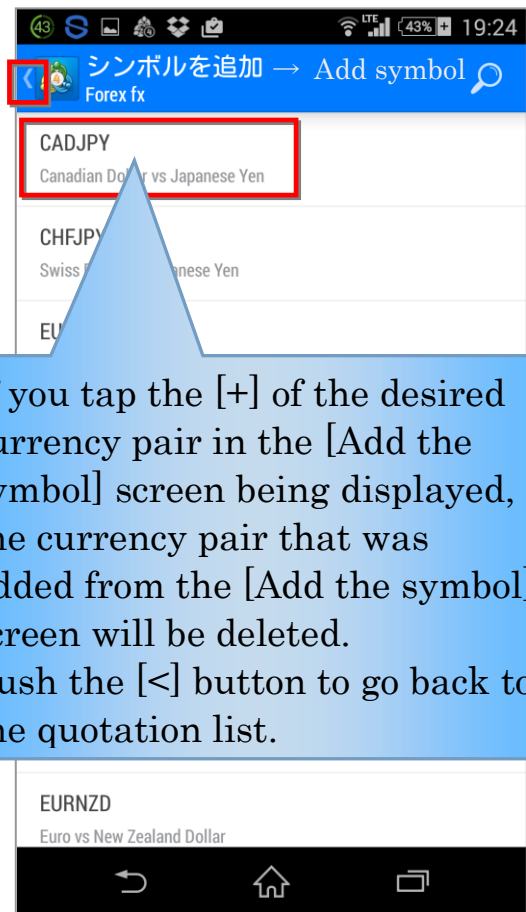 43 LTE 43% 19:24
シンボルを追加 → Add symbol
Forex fx
CADJPY
Canadian Dollar vs Japanese Yen
CHFJPY
Swiss anese Yen
EU
you tap the [+] of the desired
urrency pair in the [Add the
ymbol] screen being displayed,
he currency pair that was
dded from the [Add the symbol]
creen will be deleted.
ush the [<] button to go back to
he quotation list.
EURNZD
Euro vs New Zealand Dollar